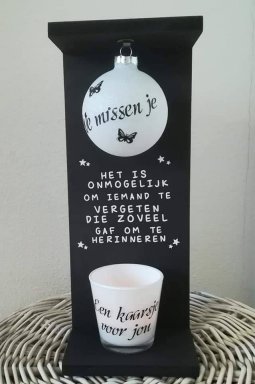 je missen je
HET IS
ONMOGELIJK
OM IEMAND TE
VERGETEN
DIE ZOVEEL
GAF OM TE
HERINNEREN
Een kaarsje
voor jou